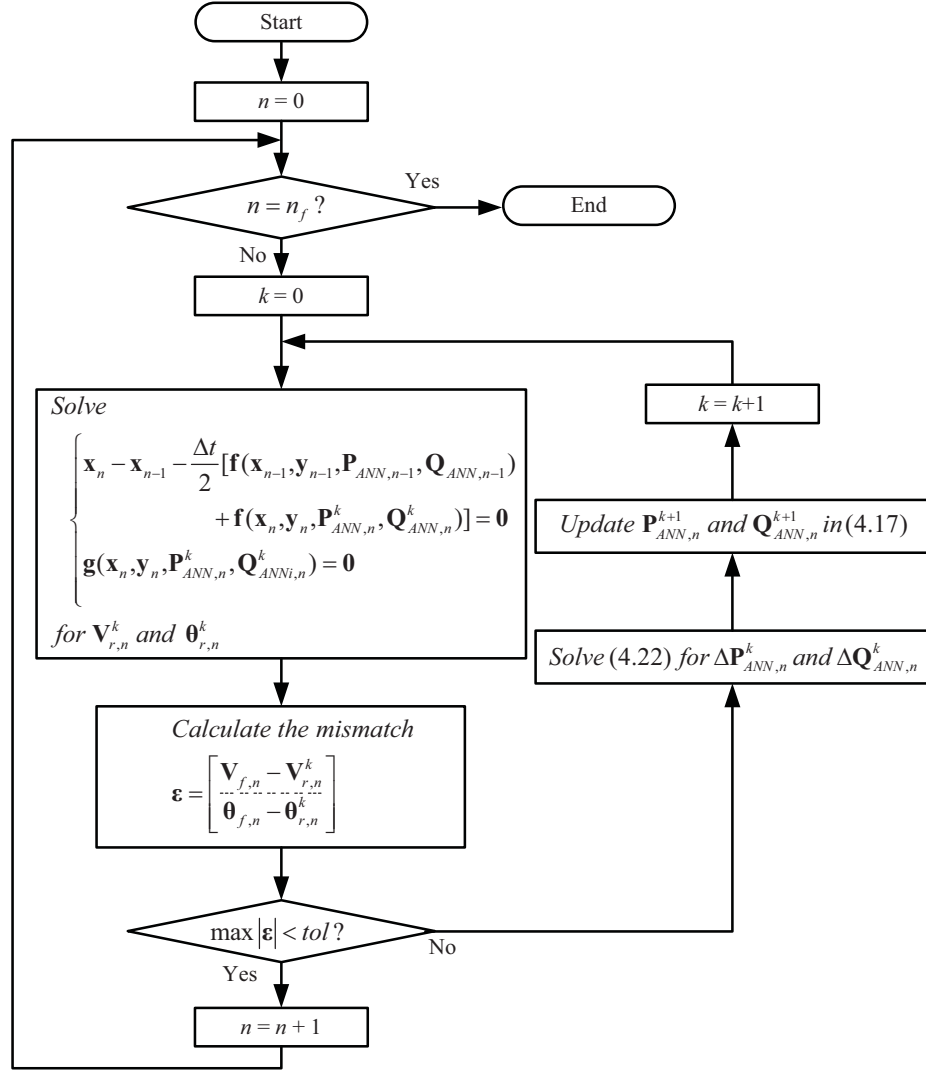 Start
n = 0
n = n_f ?
Yes
End
No
k = 0
k = k+1
Solve
x_n − x_{n−1} − Δt/2 [f(x_{n−1},y_{n−1},P_{ANN,n−1},Q_{ANN,n−1})
+ f(x_n,y_n,P^k_{ANN,n},Q^k_{ANN,n})] = 0
g(x_n,y_n,P^k_{ANN,n},Q^k_{ANNi,n}) = 0
for V^k_{r,n} and θ^k_{r,n}
Update P^{k+1}_{ANN,n} and Q^{k+1}_{ANN,n} in (4.17)
Solve (4.22) for ΔP^k_{ANN,n} and ΔQ^k_{ANN,n}
Calculate the mismatch
ε = [V_{f,n} − V^k_{r,n}
θ_{f,n} − θ^k_{r,n}]
max |ε| < tol ?
No
Yes
n = n + 1